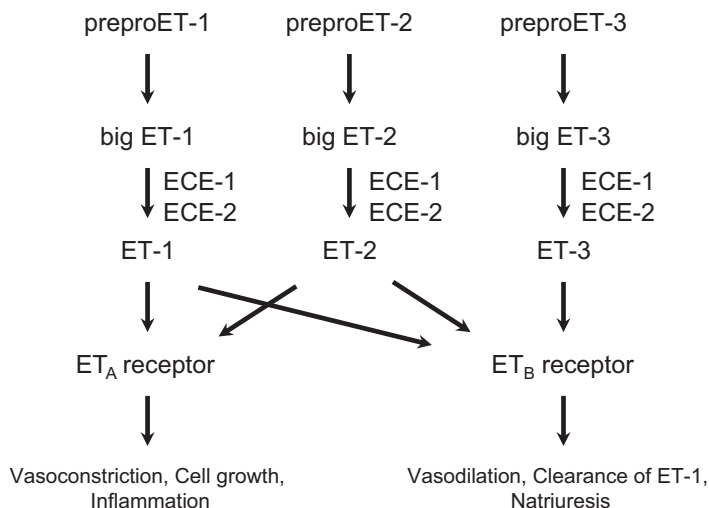 preproET-1 preproET-2 preproET-3
big ET-1 big ET-2 big ET-3
ECE-1 ECE-1 ECE-1
ECE-2 ECE-2 ECE-2
ET-1 ET-2 ET-3
ETA receptor ETB receptor
Vasoconstriction, Cell growth, Vasodilation, Clearance of ET-1,
Inflammation Natriuresis